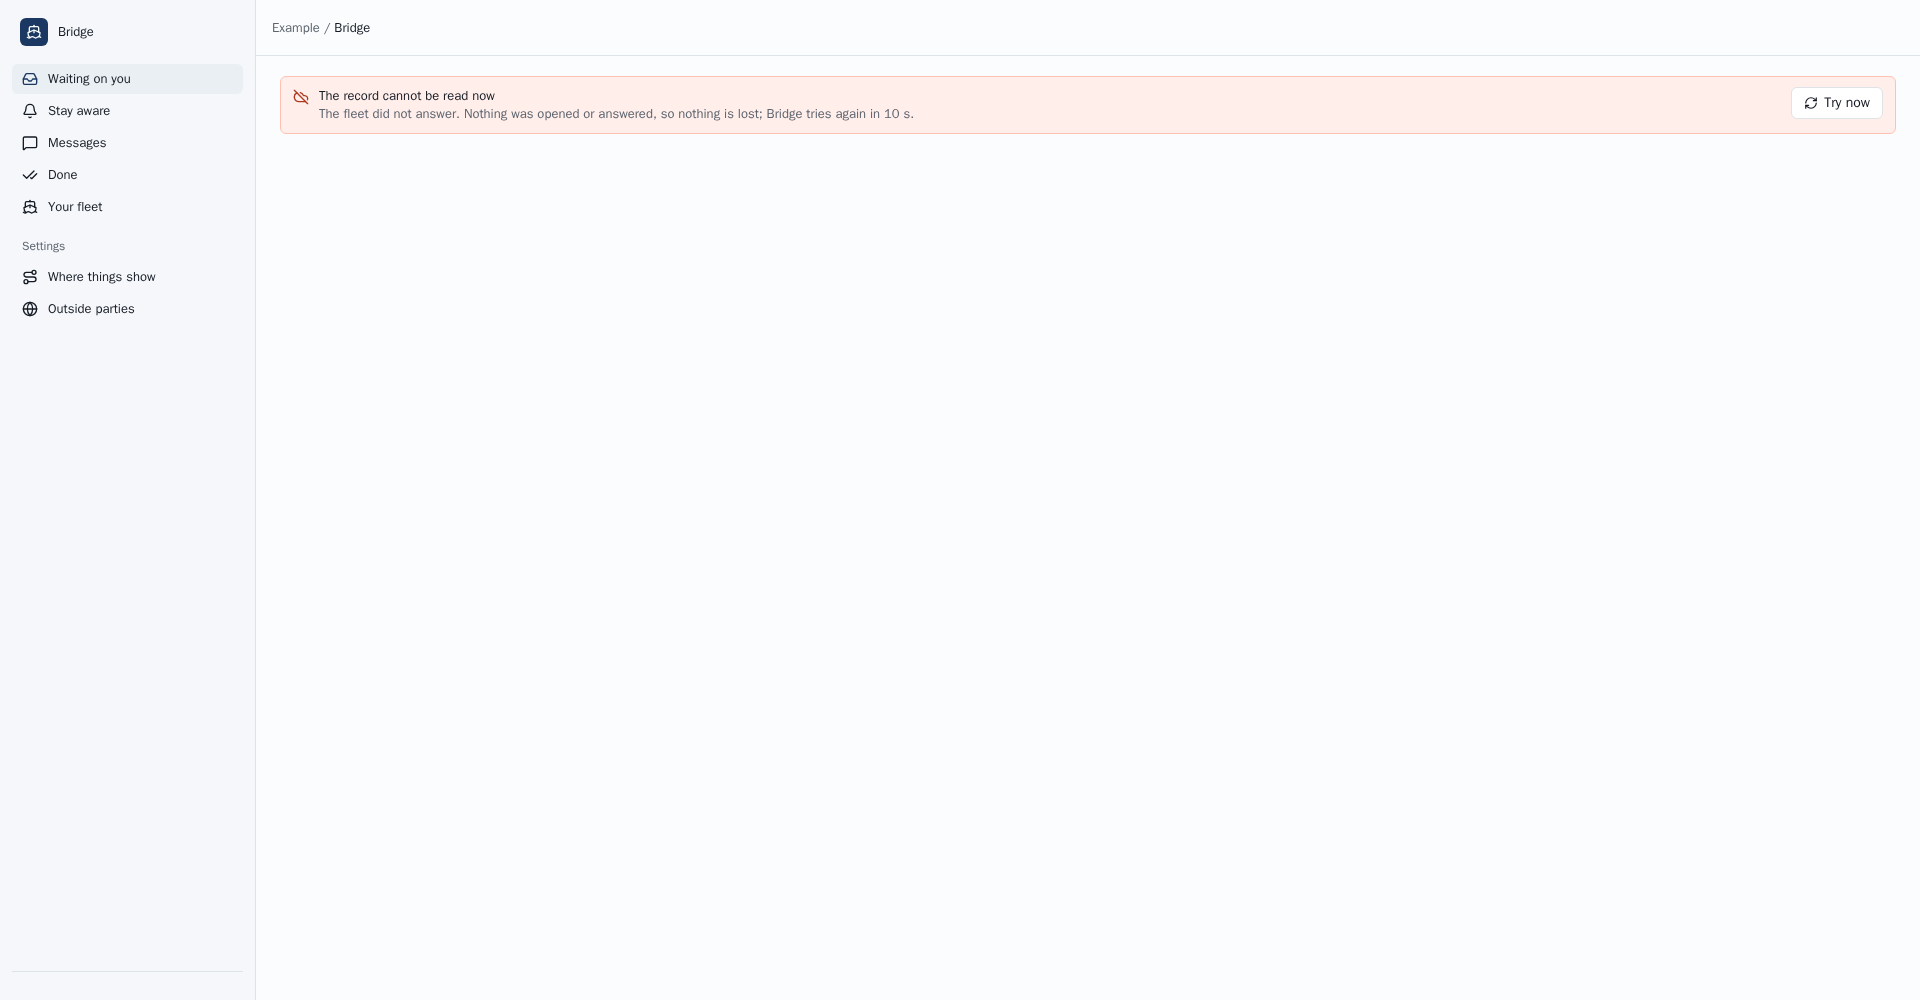 Bridge
Waiting on you
Stay aware
Messages
Done
Your fleet
Settings
Where things show
Outside parties
Example / Bridge
The record cannot be read now
The fleet did not answer. Nothing was opened or answered, so nothing is lost; Bridge tries again in 10 s.
Try now